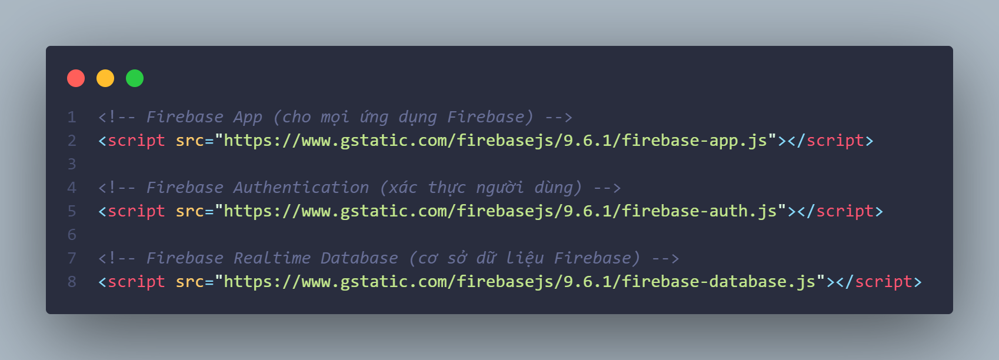 1 <!-- Firebase App (cho mọi ứng dụng Firebase) -->
2 <script src="https://www.gstatic.com/firebasejs/9.6.1/firebase-app.js"></script>
3
4 <!-- Firebase Authentication (xác thực người dùng) -->
5 <script src="https://www.gstatic.com/firebasejs/9.6.1/firebase-auth.js"></script>
6
7 <!-- Firebase Realtime Database (cơ sở dữ liệu Firebase) -->
8 <script src="https://www.gstatic.com/firebasejs/9.6.1/firebase-database.js"></script>